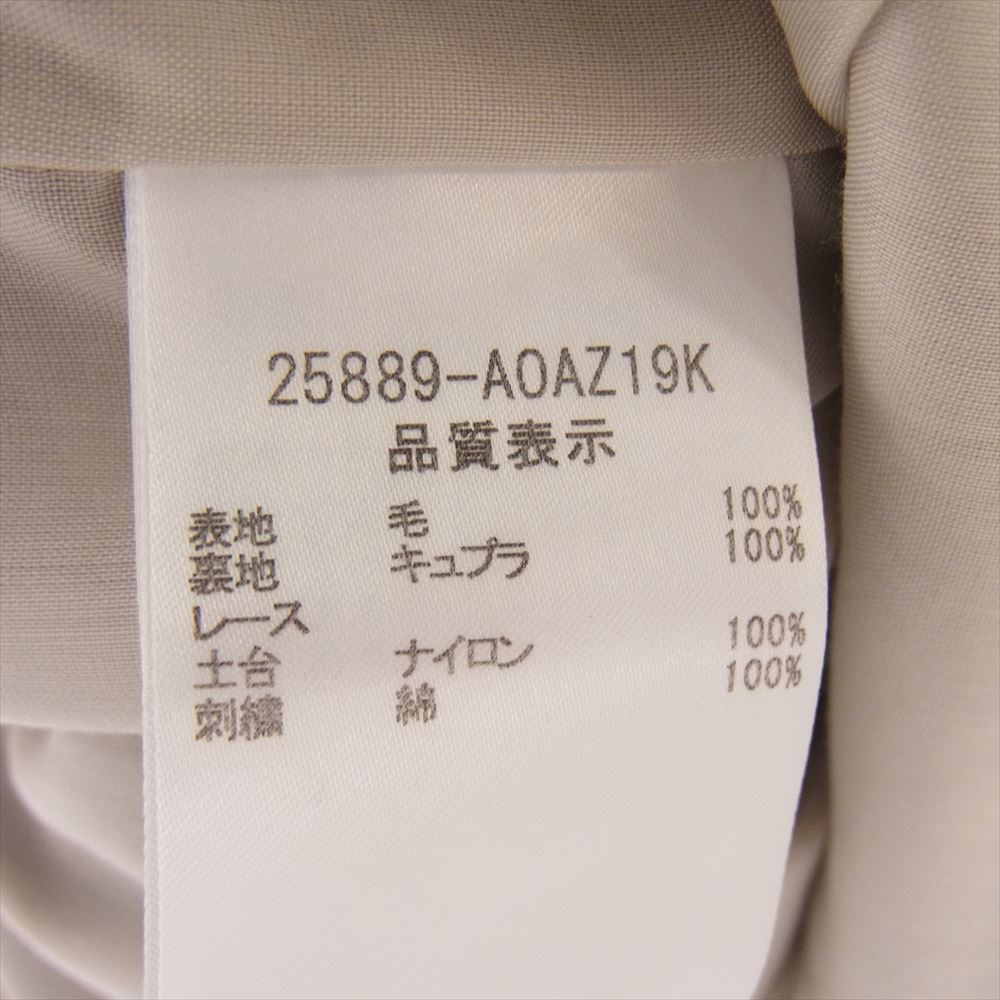 25889-A0AZ19K
品質表示
表地 毛 100%
裏地 キュプラ 100%
レース
土台 ナイロン 100%
刺繍 綿 100%